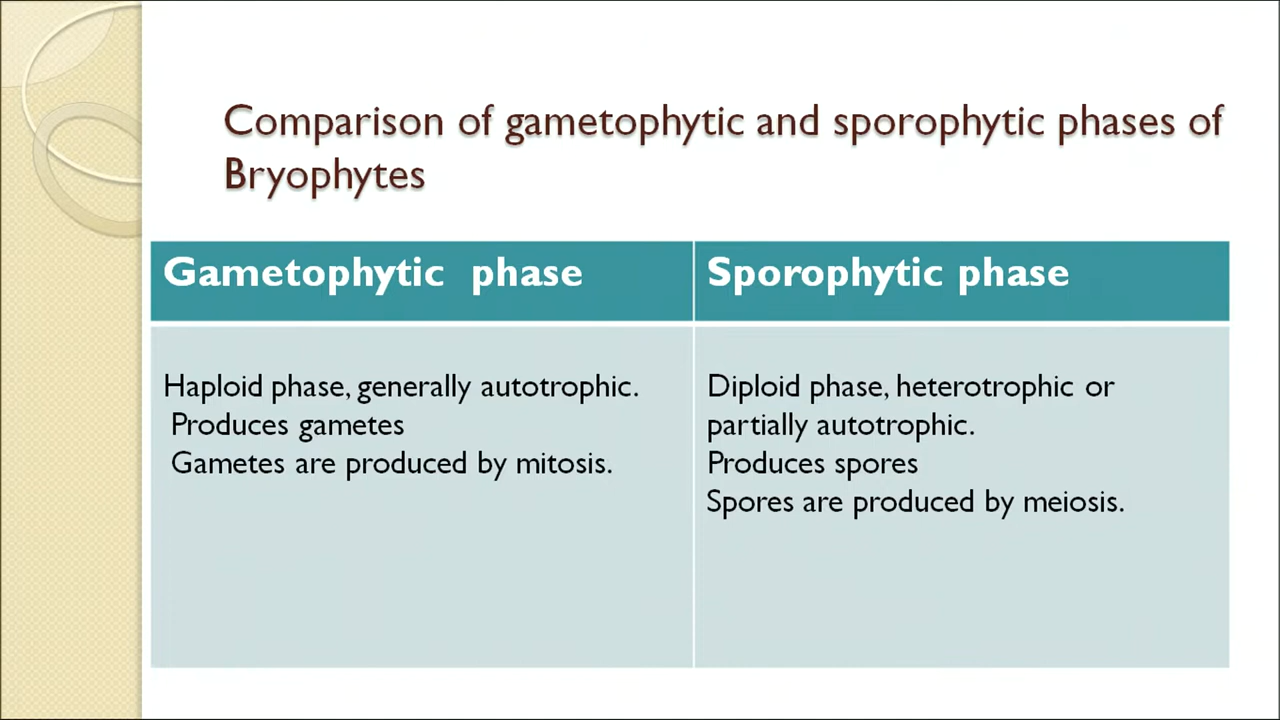 Comparison of gametophytic and sporophytic phases of
Bryophytes
Gametophytic phase
Sporophytic phase
Haploid phase, generally autotrophic.
Produces gametes
Gametes are produced by mitosis.
Diploid phase, heterotrophic or
partially autotrophic.
Produces spores
Spores are produced by meiosis.